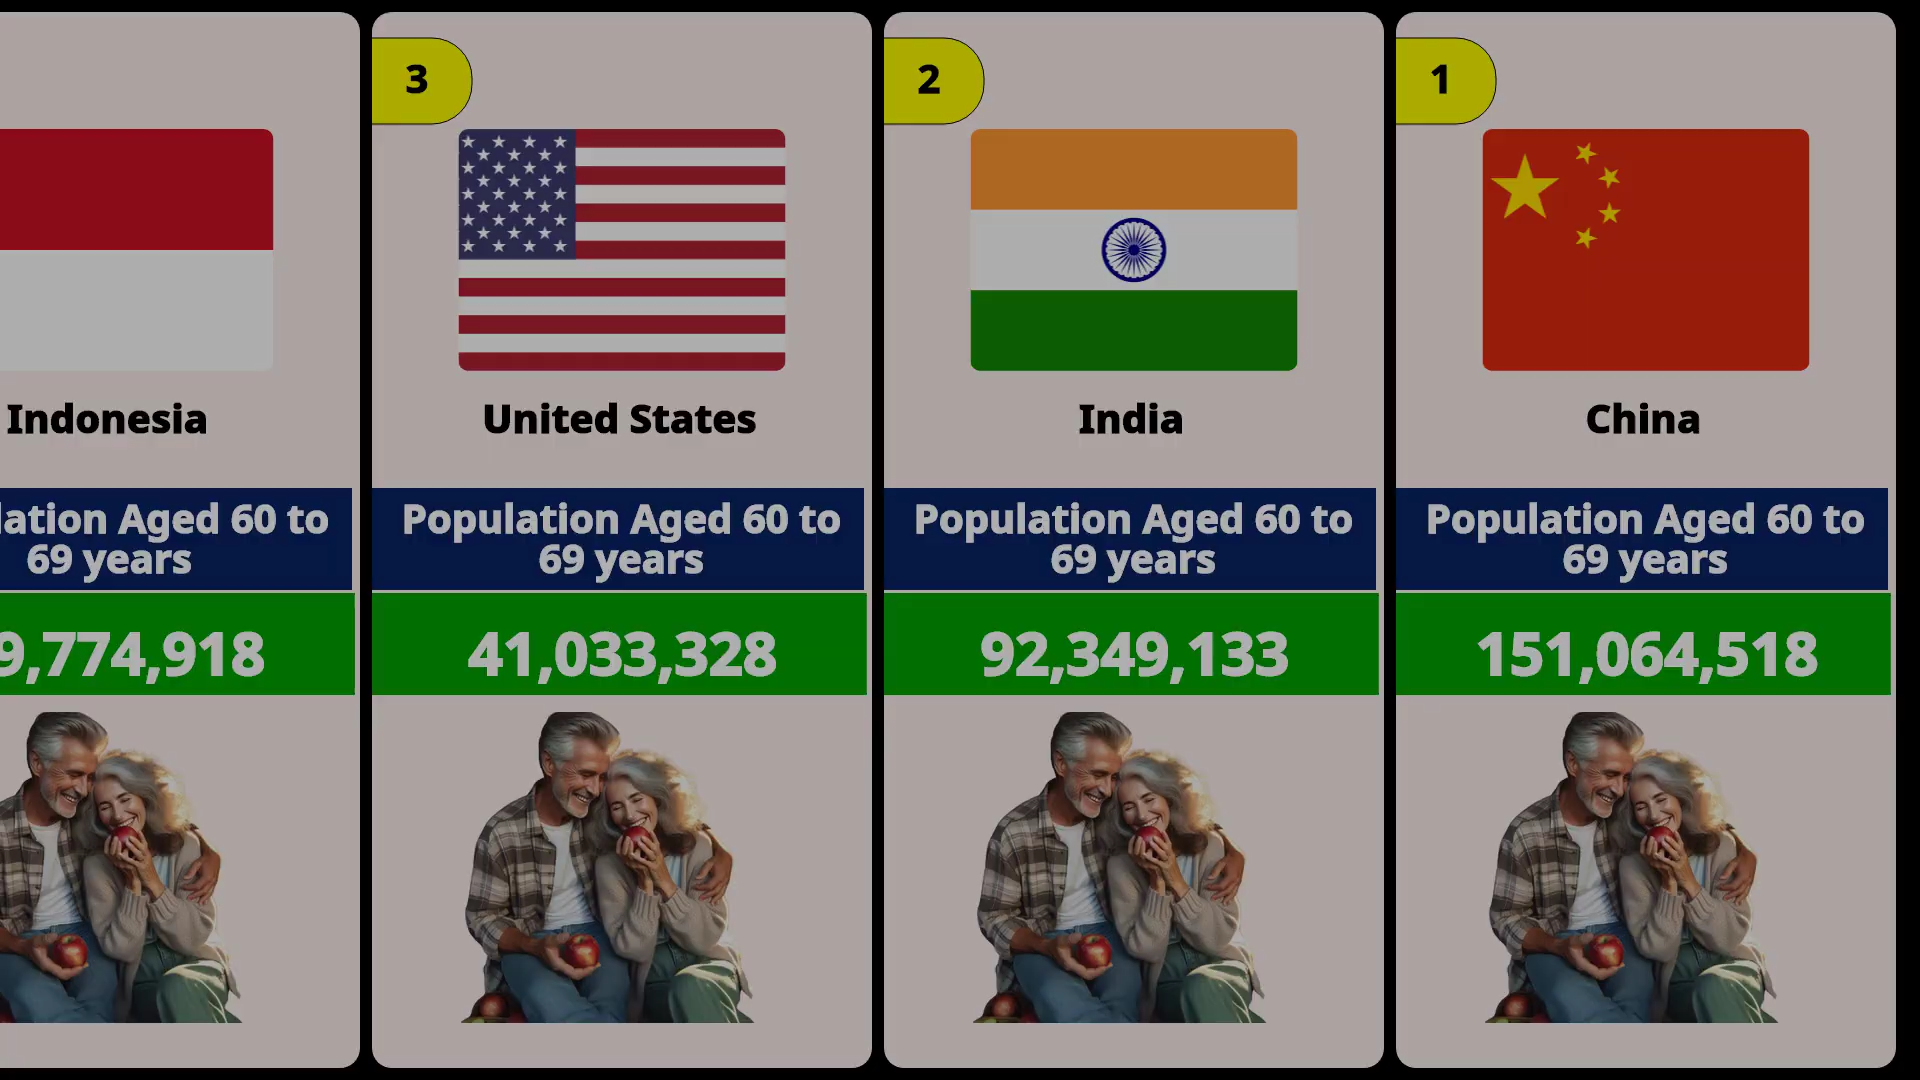 Indonesia
Aged 60 to
69 years
9,774,918
3
United States
Population Aged 60 to
69 years
41,033,328
2
India
Population Aged 60 to
69 years
92,349,133
1
China
Population Aged 60 to
69 years
151,064,518